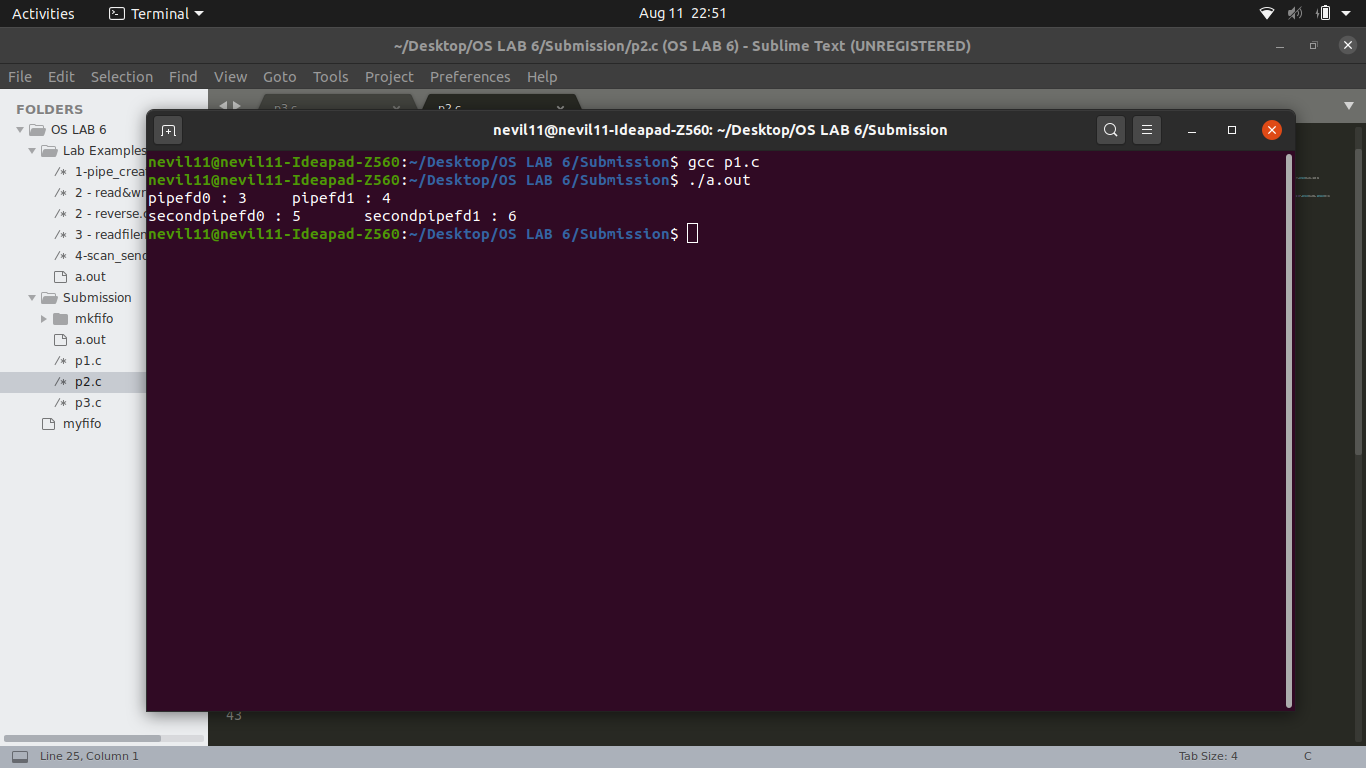 Activities Terminal Aug 11 22:51
~/Desktop/OS LAB 6/Submission/p2.c (OS LAB 6) - Sublime Text (UNREGISTERED)
File Edit Selection Find View Goto Tools Project Preferences Help
FOLDERS
OS LAB 6
Lab Examples
/* 1-pipe_crea
/* 2 - read&wr
/* 2 - reverse.c
/* 3 - readfilen
/* 4-scan_send
a.out
Submission
mkfifo
a.out
/* p1.c
/* p2.c
/* p3.c
myfifo
p3.c p2.c
nevil11@nevil11-Ideapad-Z560: ~/Desktop/OS LAB 6/Submission
nevil11@nevil11-Ideapad-Z560:~/Desktop/OS LAB 6/Submission$ gcc p1.c
nevil11@nevil11-Ideapad-Z560:~/Desktop/OS LAB 6/Submission$ ./a.out
pipefd0 : 3 pipefd1 : 4
secondpipefd0 : 5 secondpipefd1 : 6
nevil11@nevil11-Ideapad-Z560:~/Desktop/OS LAB 6/Submission$
43
Line 25, Column 1 Tab Size: 4 C